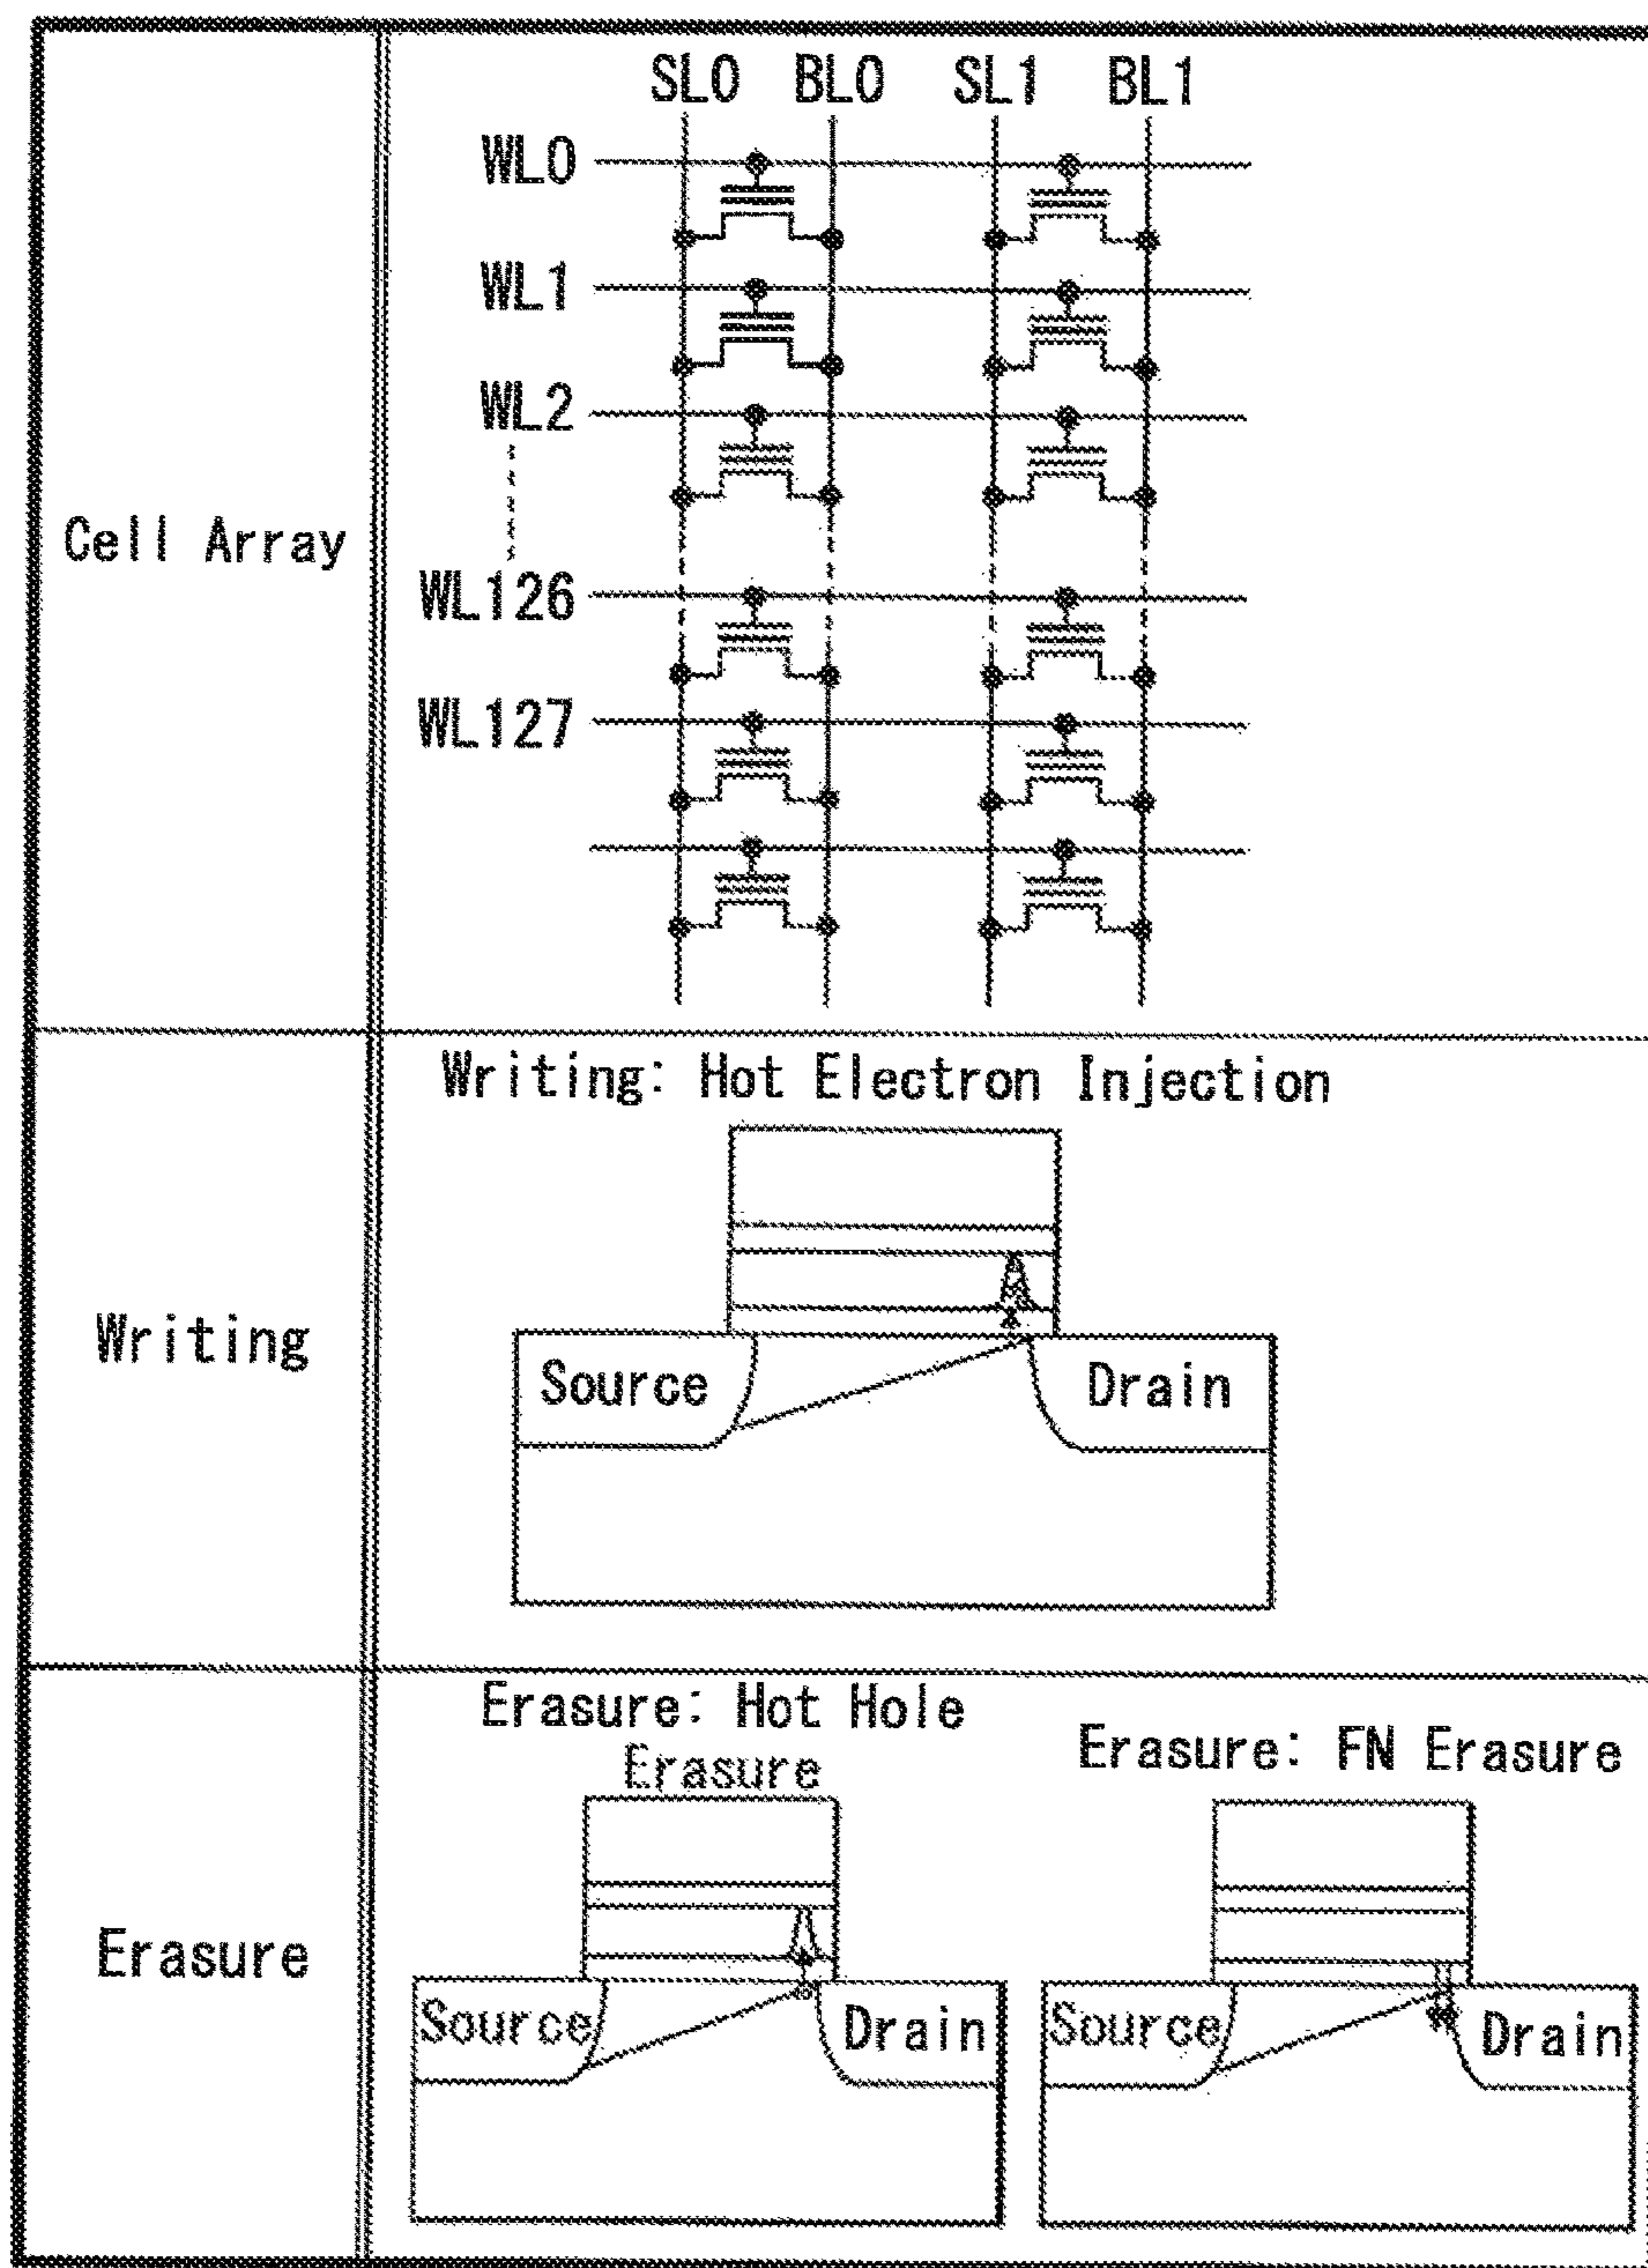 SL0 BL0 SL1 BL1
WL0
WL1
WL2
Cell Array
WL126
WL127
Writing: Hot Electron Injection
Writing
Source
Drain
Erasure: Hot Hole
Erasure
Erasure: FN Erasure
Erasure
Source
Drain
Source
Drain